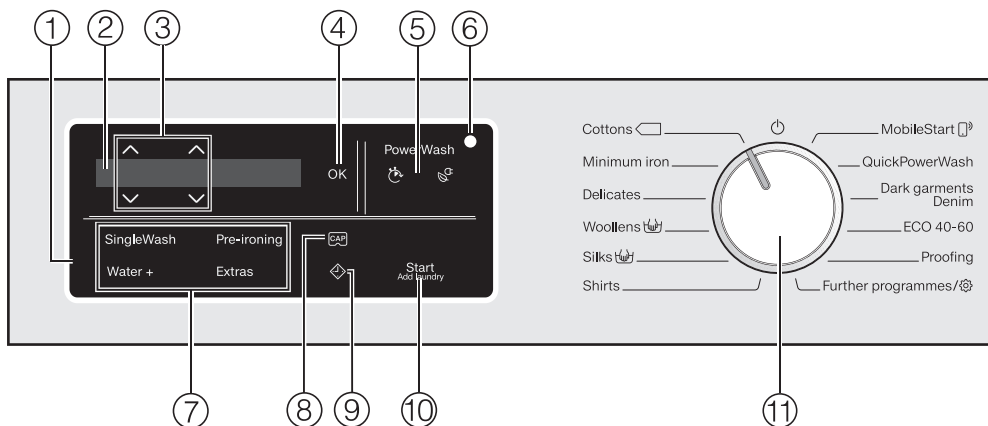 ① ② ③ ④ ⑤ ⑥
PowerWash
OK
SingleWash Pre-ironing
CAP
Water + Extras
Start
Add laundry
⑦ ⑧ ⑨ ⑩
Cottons
Minimum iron
Delicates
Woollens
Silks
Shirts
MobileStart
QuickPowerWash
Dark garments
Denim
ECO 40-60
Proofing
Further programmes/
⑪